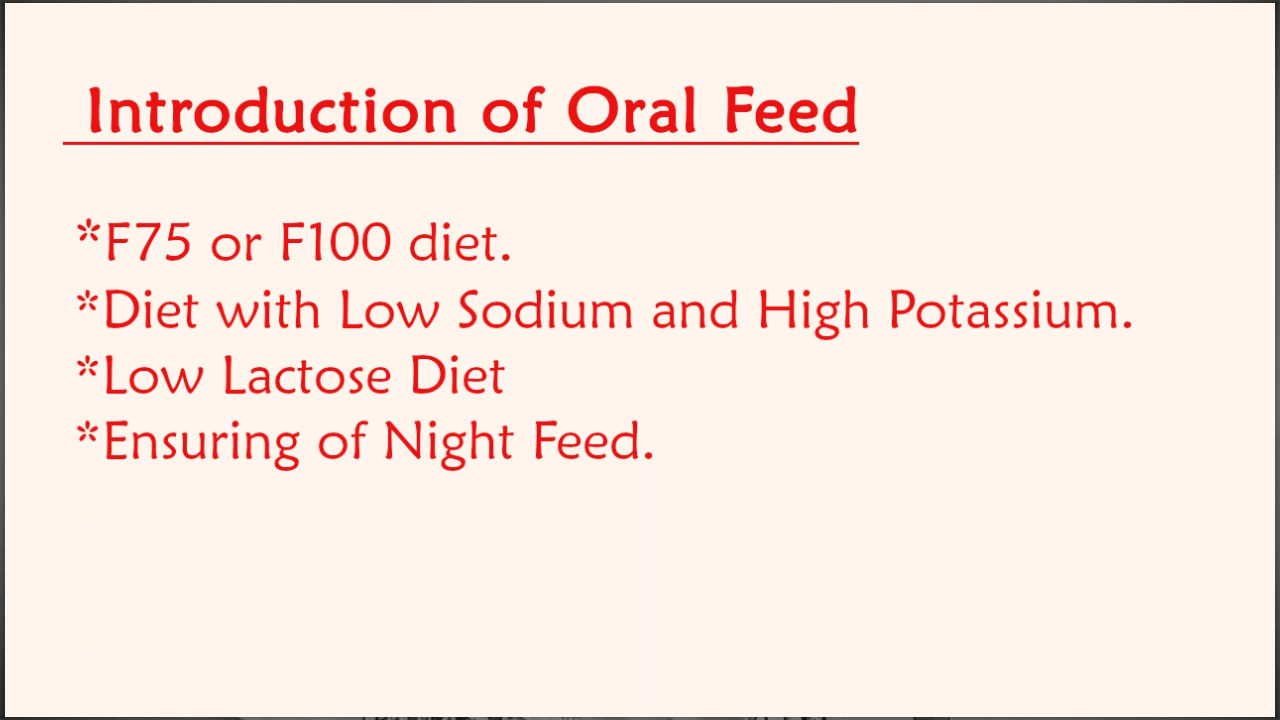 Introduction of Oral Feed
*F75 or F100 diet.
*Diet with Low Sodium and High Potassium.
*Low Lactose Diet
*Ensuring of Night Feed.